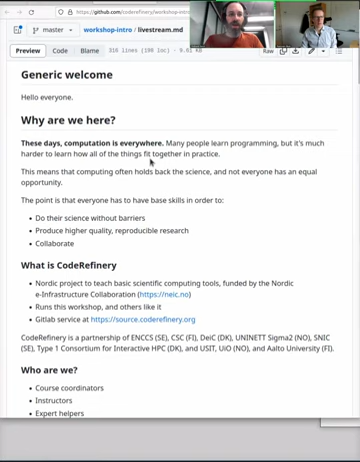 https://github.com/coderefinery/workshop-intro
master
workshop-intro / livestream.md
Preview
Code
Blame
Raw
Generic welcome
Hello everyone.
Why are we here?
These days, computation is everywhere. Many people learn programming, but it's much
harder to learn how all of the things fit together in practice.
This means that computing often holds back the science, and not everyone has an equal
opportunity.
The point is that everyone has to have base skills in order to:
• Do their science without barriers
• Produce higher quality, reproducible research
• Collaborate
What is CodeRefinery
• Nordic project to teach basic scientific computing tools, funded by the Nordic
e-Infrastructure Collaboration (https://neic.no)
• Runs this workshop, and others like it
• Gitlab service at https://source.coderefinery.org
CodeRefinery is a partnership of ENCCS (SE), CSC (FI), DeiC (DK), UNINETT Sigma2 (NO), SNIC
(SE), Type 1 Consortium for Interactive HPC (DK), and USIT, UiO (NO), and Aalto University (FI).
Who are we?
• Course coordinators
• Instructors
• Expert helpers